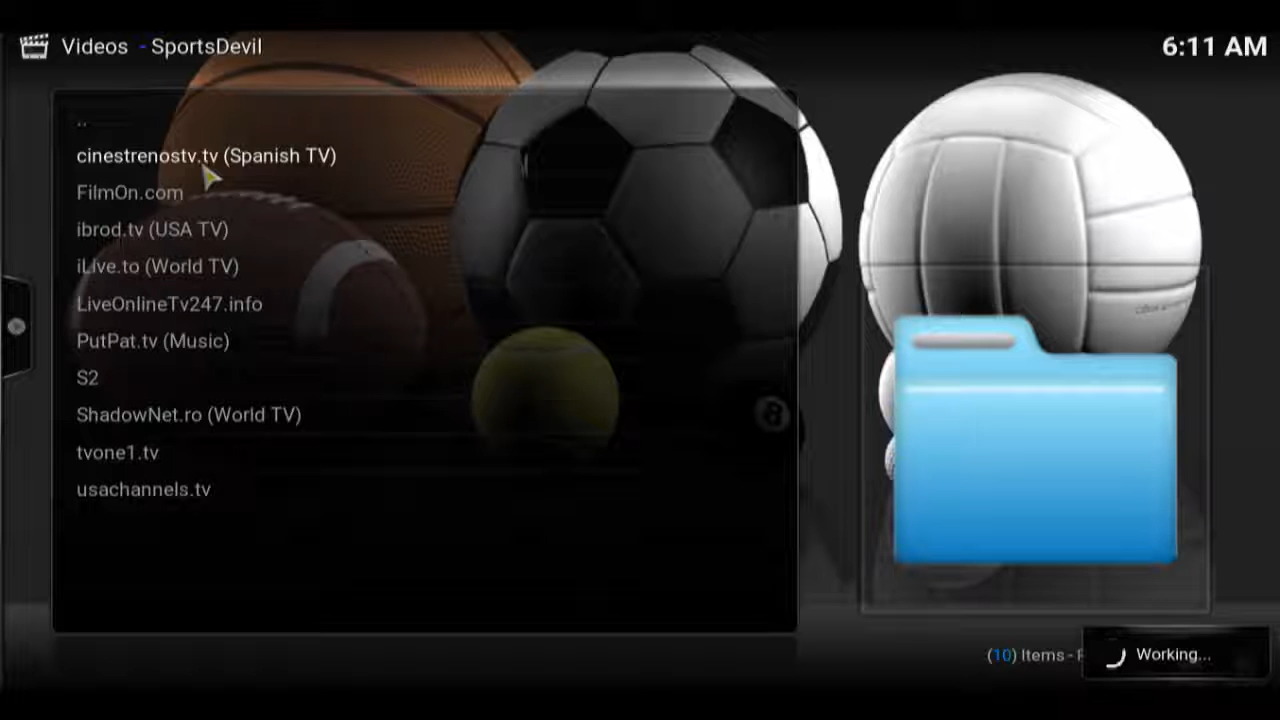 Videos - SportsDevil
6:11 AM
..
cinestrenostv.tv (Spanish TV)
FilmOn.com
ibrod.tv (USA TV)
iLive.to (World TV)
LiveOnlineTv247.info
PutPat.tv (Music)
S2
ShadowNet.ro (World TV)
tvone1.tv
usachannels.tv
8
(10) Items -
Working...